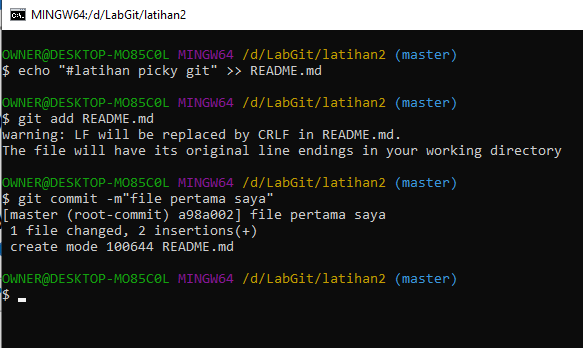 MINGW64:/d/LabGit/latihan2
OWNER@DESKTOP-MO85C0L MINGW64 /d/LabGit/latihan2 (master)
$ echo "#latihan picky git" >> README.md
OWNER@DESKTOP-MO85C0L MINGW64 /d/LabGit/latihan2 (master)
$ git add README.md
warning: LF will be replaced by CRLF in README.md.
The file will have its original line endings in your working directory
OWNER@DESKTOP-MO85C0L MINGW64 /d/LabGit/latihan2 (master)
$ git commit -m"file pertama saya"
[master (root-commit) a98a002] file pertama saya
 1 file changed, 2 insertions(+)
 create mode 100644 README.md
OWNER@DESKTOP-MO85C0L MINGW64 /d/LabGit/latihan2 (master)
$